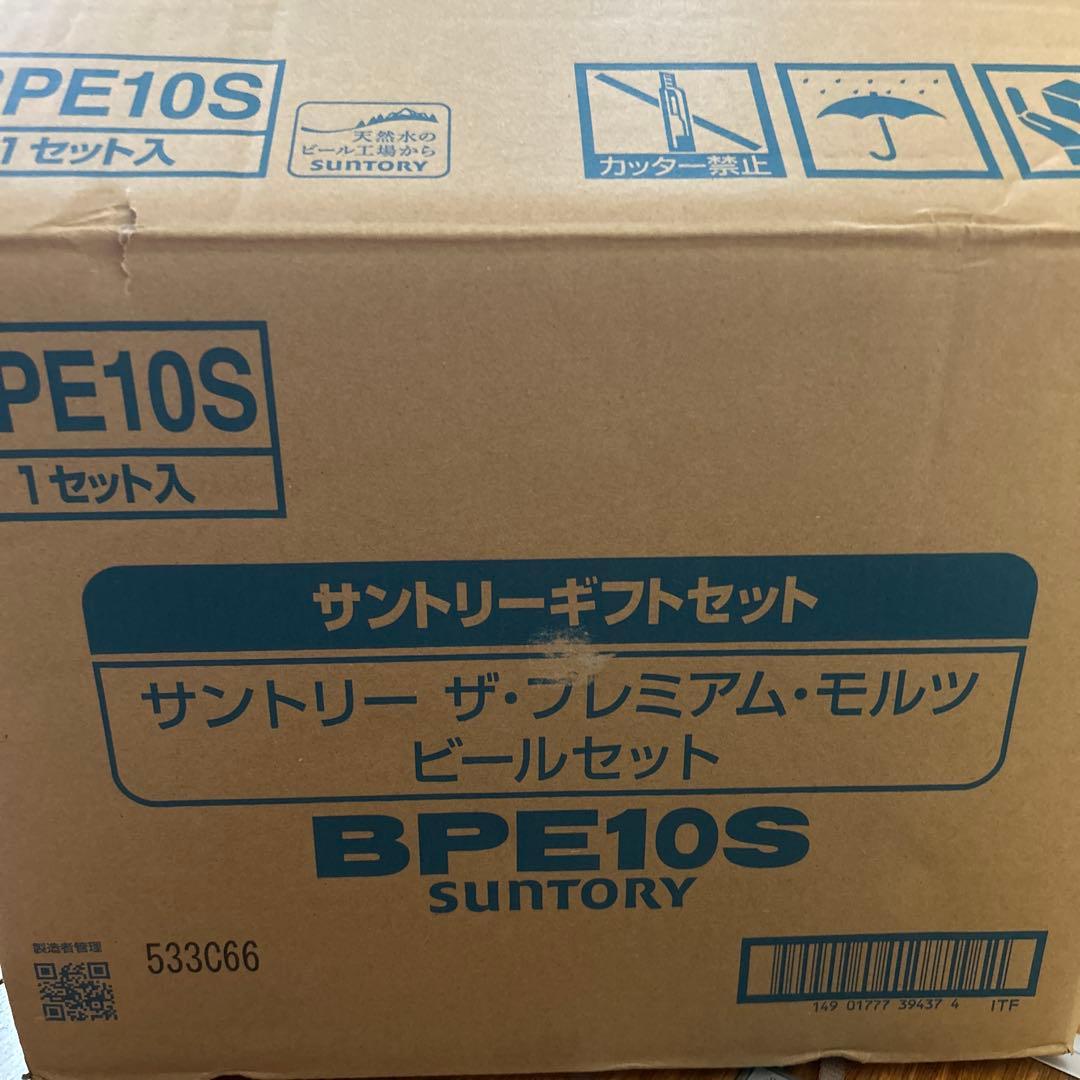 BPE10S
1セット入
天然水の
ビール工場から
SUNTORY
カッター禁止
PE10S
1セット入
サントリーギフトセット
サントリー ザ・プレミアム・モルツ
ビールセット
BPE10S
SUNTORY
製造者管理
533C66
149 01777 39437 4 ITF